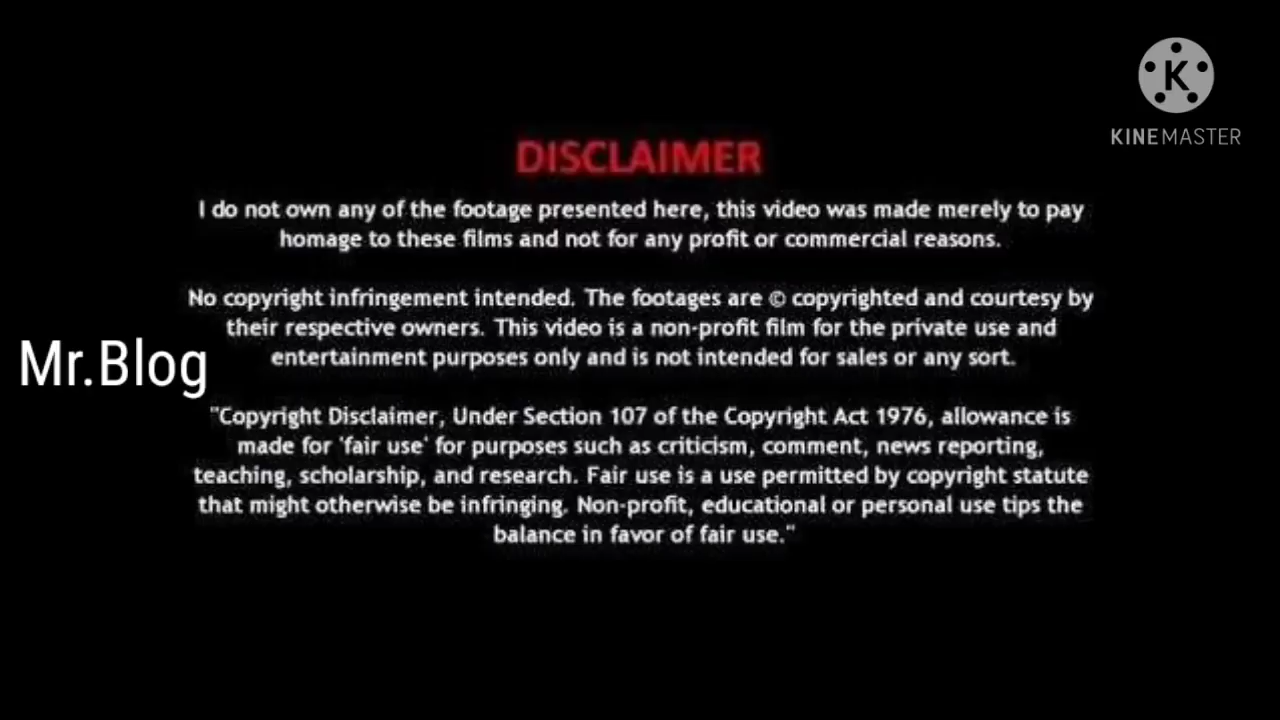 K
KINEMASTER
DISCLAIMER
I do not own any of the footage presented here, this video was made merely to pay
homage to these films and not for any profit or commercial reasons.
No copyright infringement intended. The footages are © copyrighted and courtesy by
their respective owners. This video is a non-profit film for the private use and
entertainment purposes only and is not intended for sales or any sort.
Mr.Blog
"Copyright Disclaimer, Under Section 107 of the Copyright Act 1976, allowance is
made for 'fair use' for purposes such as criticism, comment, news reporting,
teaching, scholarship, and research. Fair use is a use permitted by copyright statute
that might otherwise be infringing. Non-profit, educational or personal use tips the
balance in favor of fair use."